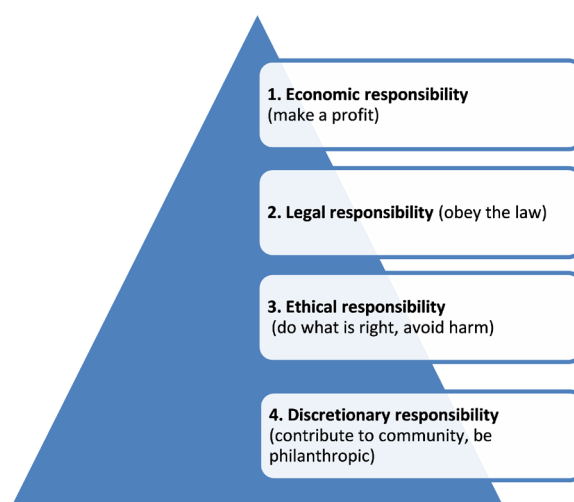 1. Economic responsibility
(make a profit)
2. Legal responsibility (obey the law)
3. Ethical responsibility
(do what is right, avoid harm)
4. Discretionary responsibility
(contribute to community, be
philanthropic)